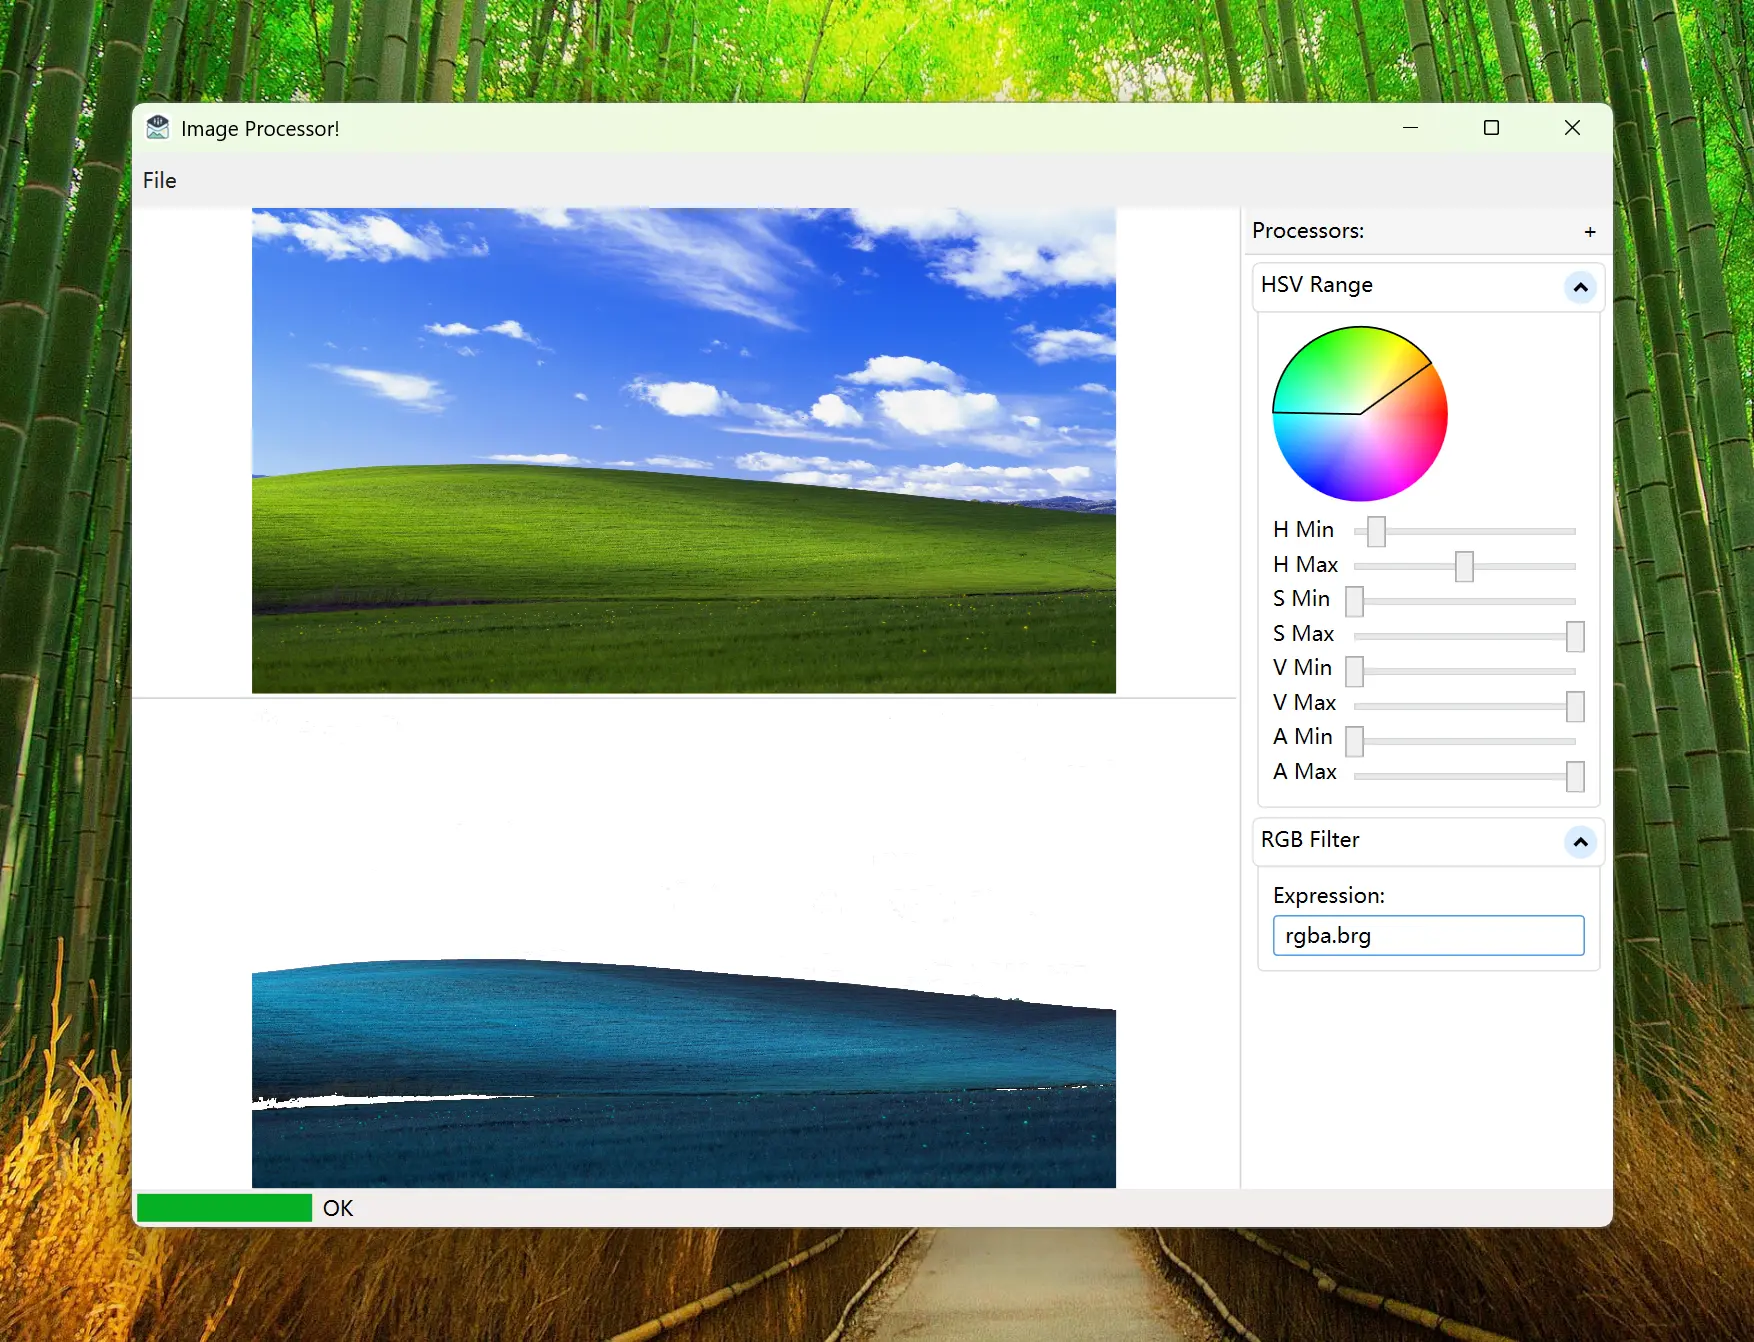 Image Processor!
File
Processors:
+
HSV Range
H Min
H Max
S Min
S Max
V Min
V Max
A Min
A Max
RGB Filter
Expression:
rgba.brg
OK